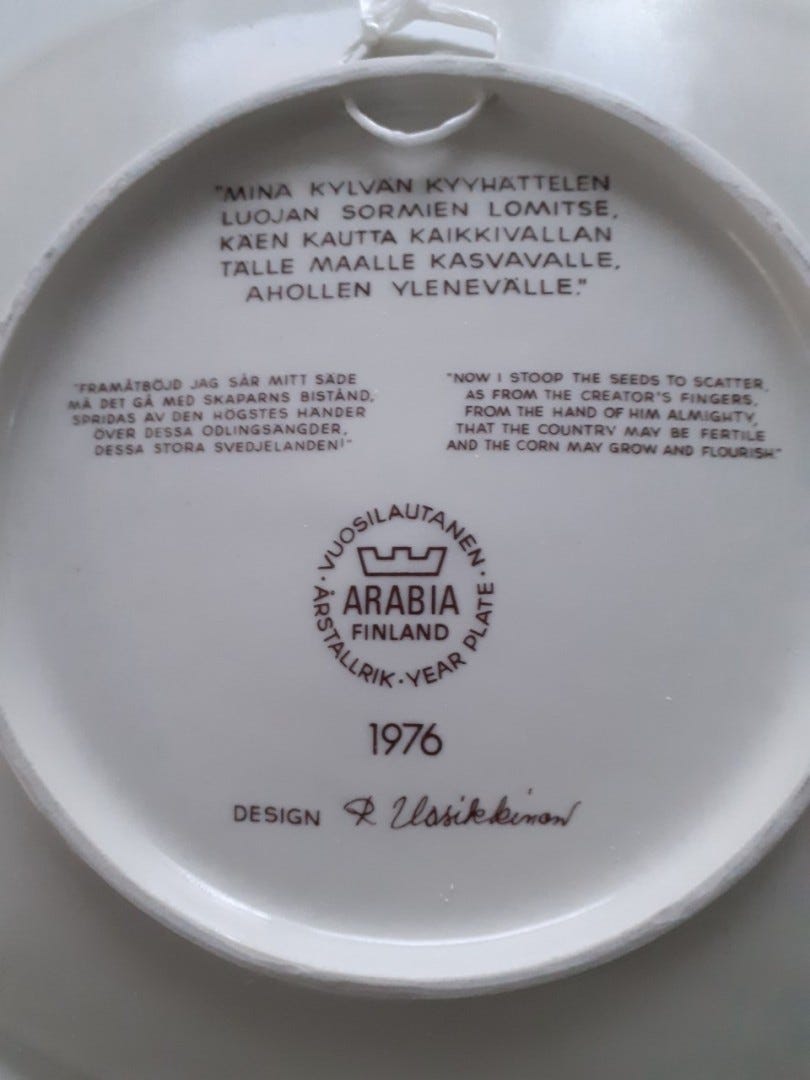 "MINÄ KYLVÄN KYYHÄTTELEN
LUOJAN SORMIEN LOMITSE,
KÄEN KAUTTA KAIKKIVALLAN
TÄLLE MAALLE KASVAVALLE,
AHOLLEN YLENEVÄLLE."
"FRAMÅTBÖJD JAG SÅR MITT SÄDE
MÅ DET GÅ MED SKAPARNS BISTÅND,
SPRIDAS AV DEN HÖGSTES HÄNDER
ÖVER DESSA ODLINGSÄNGDER,
DESSA STORA SVEDJELANDEN!"
"NOW I STOOP THE SEEDS TO SCATTER,
AS FROM THE CREATOR'S FINGERS,
FROM THE HAND OF HIM ALMIGHTY,
THAT THE COUNTRY MAY BE FERTILE
AND THE CORN MAY GROW AND FLOURISH."
· VUOSILAUTANEN ·
ARABIA
FINLAND
ÅRSTALLRIK · YEAR PLATE
1976
DESIGN R Uosikkinen